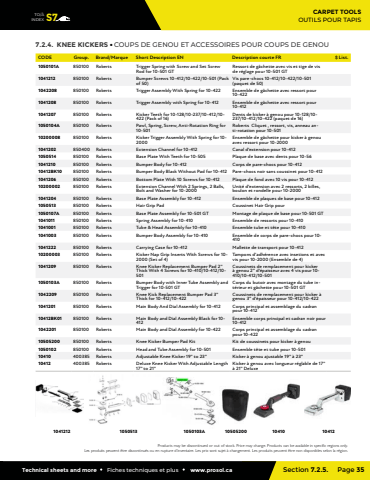 TOUS
INDEX S7.
CARPET TOOLS
OUTILS POUR TAPIS
7.2.4. KNEE KICKERS • COUPS DE GENOU ET ACCESSOIRES POUR COUPS DE GENOU
CODE Group. Brand/Marque Short Description EN Description courte FR $ List.
1050101A 850100 Roberts Trigger Spring with Screw and Set Screw Rod for 10-501 GT Ressort de gâchette avec vis et tige de vis de réglage pour 10-501 GT
1041212 850100 Roberts Bumper Screws 10-412/10-422/10-501 (Pack of 50) Vis pare-chocs 10-412/10-422/10-501 (paquet de 50)
1042208 850100 Roberts Trigger Assembly With Spring for 10-422 Ensemble de gâchette avec ressort pour 10-422
1041208 850100 Roberts Trigger Assembly with Spring for 10-412 Ensemble de gâchette avec ressort pour 10-412
1041207 850100 Roberts Kicker Teeth for 10-128/10-237/10-412/10-422 (Pack of 16) Dents de kicker à genou pour 10-128/10-237/10-412/10-422 (paquet de 16)
1050104A 850100 Roberts Pawl, Spring, Screw, Anti-Rotation Ring for 10-501 Roberts Cliquet , ressort, vis, anneau anti-rotation pour 10-501
10200008 850100 Roberts Kicker Trigger Assembly With Spring for 10-2000 Ensemble de gâchette pour kicker à genou avec ressort pour 10-2000
1041202 850400 Roberts Extension Channel for 10-412 Canal d'extension pour 10-412
1050514 850100 Roberts Base Plate With Teeth for 10-505 Plaque de base avec dents pour 10-56
1041210 850100 Roberts Bumper Body for 10-412 Corps de pare-chocs pour 10-412
10412BK10 850100 Roberts Bumper Body Black Without Pad for 10-412 Pare-chocs noir sans coussinet pour 10-412
1041206 850100 Roberts Bottom Plate With 10 Screws for 10-412 Plaque de fond avec 10 vis pour 10-412
10200002 850100 Roberts Extension Channel With 2 Springs, 2 Balls, Bolt and Washer for 10-2000 Unité d'extension avec 2 ressorts, 2 billes, boulon et rondelle pour 10-2000
1041204 850100 Roberts Base Plate Assembly for 10-412 Ensemble de plaques de base pour 10-412
1050513 850100 Roberts Hair Grip Pad Coussinet Hair Grip pour
1050107A 850100 Roberts Base Plate Assembly for 10-501 GT Montage de plaque de base pour 10-501 GT
1041011 850100 Roberts Spring Assembly for 10-410 Ensemble de ressorts pour 10-410
1041001 850100 Roberts Tube & Head Assembly for 10-410 Ensemble tube et tête pour 10-410
1041003 850100 Roberts Bumper Body Assembly for 10-410 Ensemble de corps de pare-chocs pour 10-410
1041222 850100 Roberts Carrying Case for 10-412 Mallette de transport pour 10-412
10200005 850100 Roberts Kicker Nap Grip Inserts With Screws for 10-2000 (Set of 4) Tampons d'adhérence avec insertions et avec vis pour 10-2000 (Ensemble de 4)
1041209 850100 Roberts Knee Kicker Replacement Bumper Pad 2" Thick With 4 Screws for 10-410/10-412/10-501 Coussinets de remplacement pour kicker à genou 2" d'épaisseur avec 4 vis pour 10-410/10-412/10-501
1050103A 850100 Roberts Bumper Body with Inner Tube Assembly and Trigger for 10-501 GT Corps du butoir avec montage du tube intérieur et gâchette pour 10-501 GT
1042209 850100 Roberts Knee Kick Replacement Bumper Pad 3" Thick for 10-412/10-422 Coussinets de remplacement pour kicker à genou 3" d'épaisseur pour 10-412/10-422
1041201 850100 Roberts Main Body And Dial Assembly for 10-412 Corps principal et assemblage du cadran pour 10-412
10412BK01 850100 Roberts Main Body and Dial Assembly Black for 10-412 Ensemble corps principal et cadran noir pour 10-412
1042201 850100 Roberts Main Body and Dial Assembly for 10-422 Corps principal et assemblage du cadran pour 10-422
10505200 850100 Roberts Knee Kicker Bumper Pad Kit Kit de coussinets pour kicker à genou
1050102 850100 Roberts Head and Tube Assembly for 10-501 Ensemble tête et tube pour 10-501
10410 400385 Roberts Adjustable Knee Kicker 19" to 23" Kicker à genou ajustable 19" à 23"
10412 400385 Roberts Deluxe Knee Kicker With Adjustable Length 17" to 21" Kicker à genou avec longueur réglable de 17" à 21" Deluxe
1041212 1050513 1050103A 10505200 10410 10412
Products may be discontinued or out of stock. Price may change. Products can be available in specific regions only.
Les produits peuvent être discontinués ou en rupture d'inventaire. Les prix sont sujet à changement. Les produits peuvent être non disponibles selon la région.
Technical sheets and more • Fiches techniques et plus • www.prosol.ca Section 7.2.5. Page 35